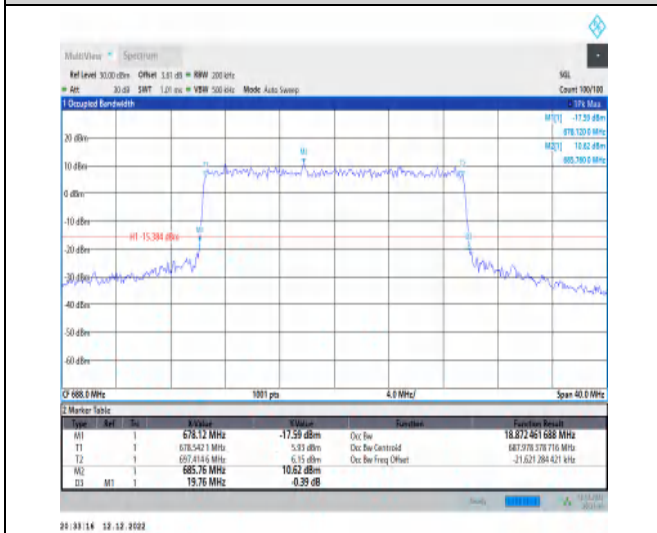 MultiView Spectrum
Ref Level 30.00 dBm Offset 3.81 dB RBW 200 kHz SGL
Att 30 dB SWT 1.01 ms VBW 500 kHz Mode Auto Sweep Count 100/100
1 Occupied Bandwidth 1Pk Max
M1[1] -17.59 dBm
678.120 0 MHz
M2[1] 10.62 dBm
685.760 0 MHz
20 dBm
10 dBm
0 dBm
-10 dBm
H1 -15.384 dBm
-20 dBm
-30 dBm
-40 dBm
-50 dBm
-60 dBm
CF 688.0 MHz 1001 pts 4.0 MHz/ Span 40.0 MHz
2 Marker Table
Type Ref Trc X-Value Y-Value Function Function Result
M1 1 678.12 MHz -17.59 dBm Occ Bw 18.872 461 688 MHz
T1 1 678.542 1 MHz 5.93 dBm Occ Bw Centroid 687.978 378 716 MHz
T2 1 697.414 6 MHz 6.15 dBm Occ Bw Freq Offset -21.621 284 421 kHz
M2 1 685.76 MHz 10.62 dBm
D3 M1 1 19.76 MHz -0.39 dB
Ready
20:33:16 12.12.2022